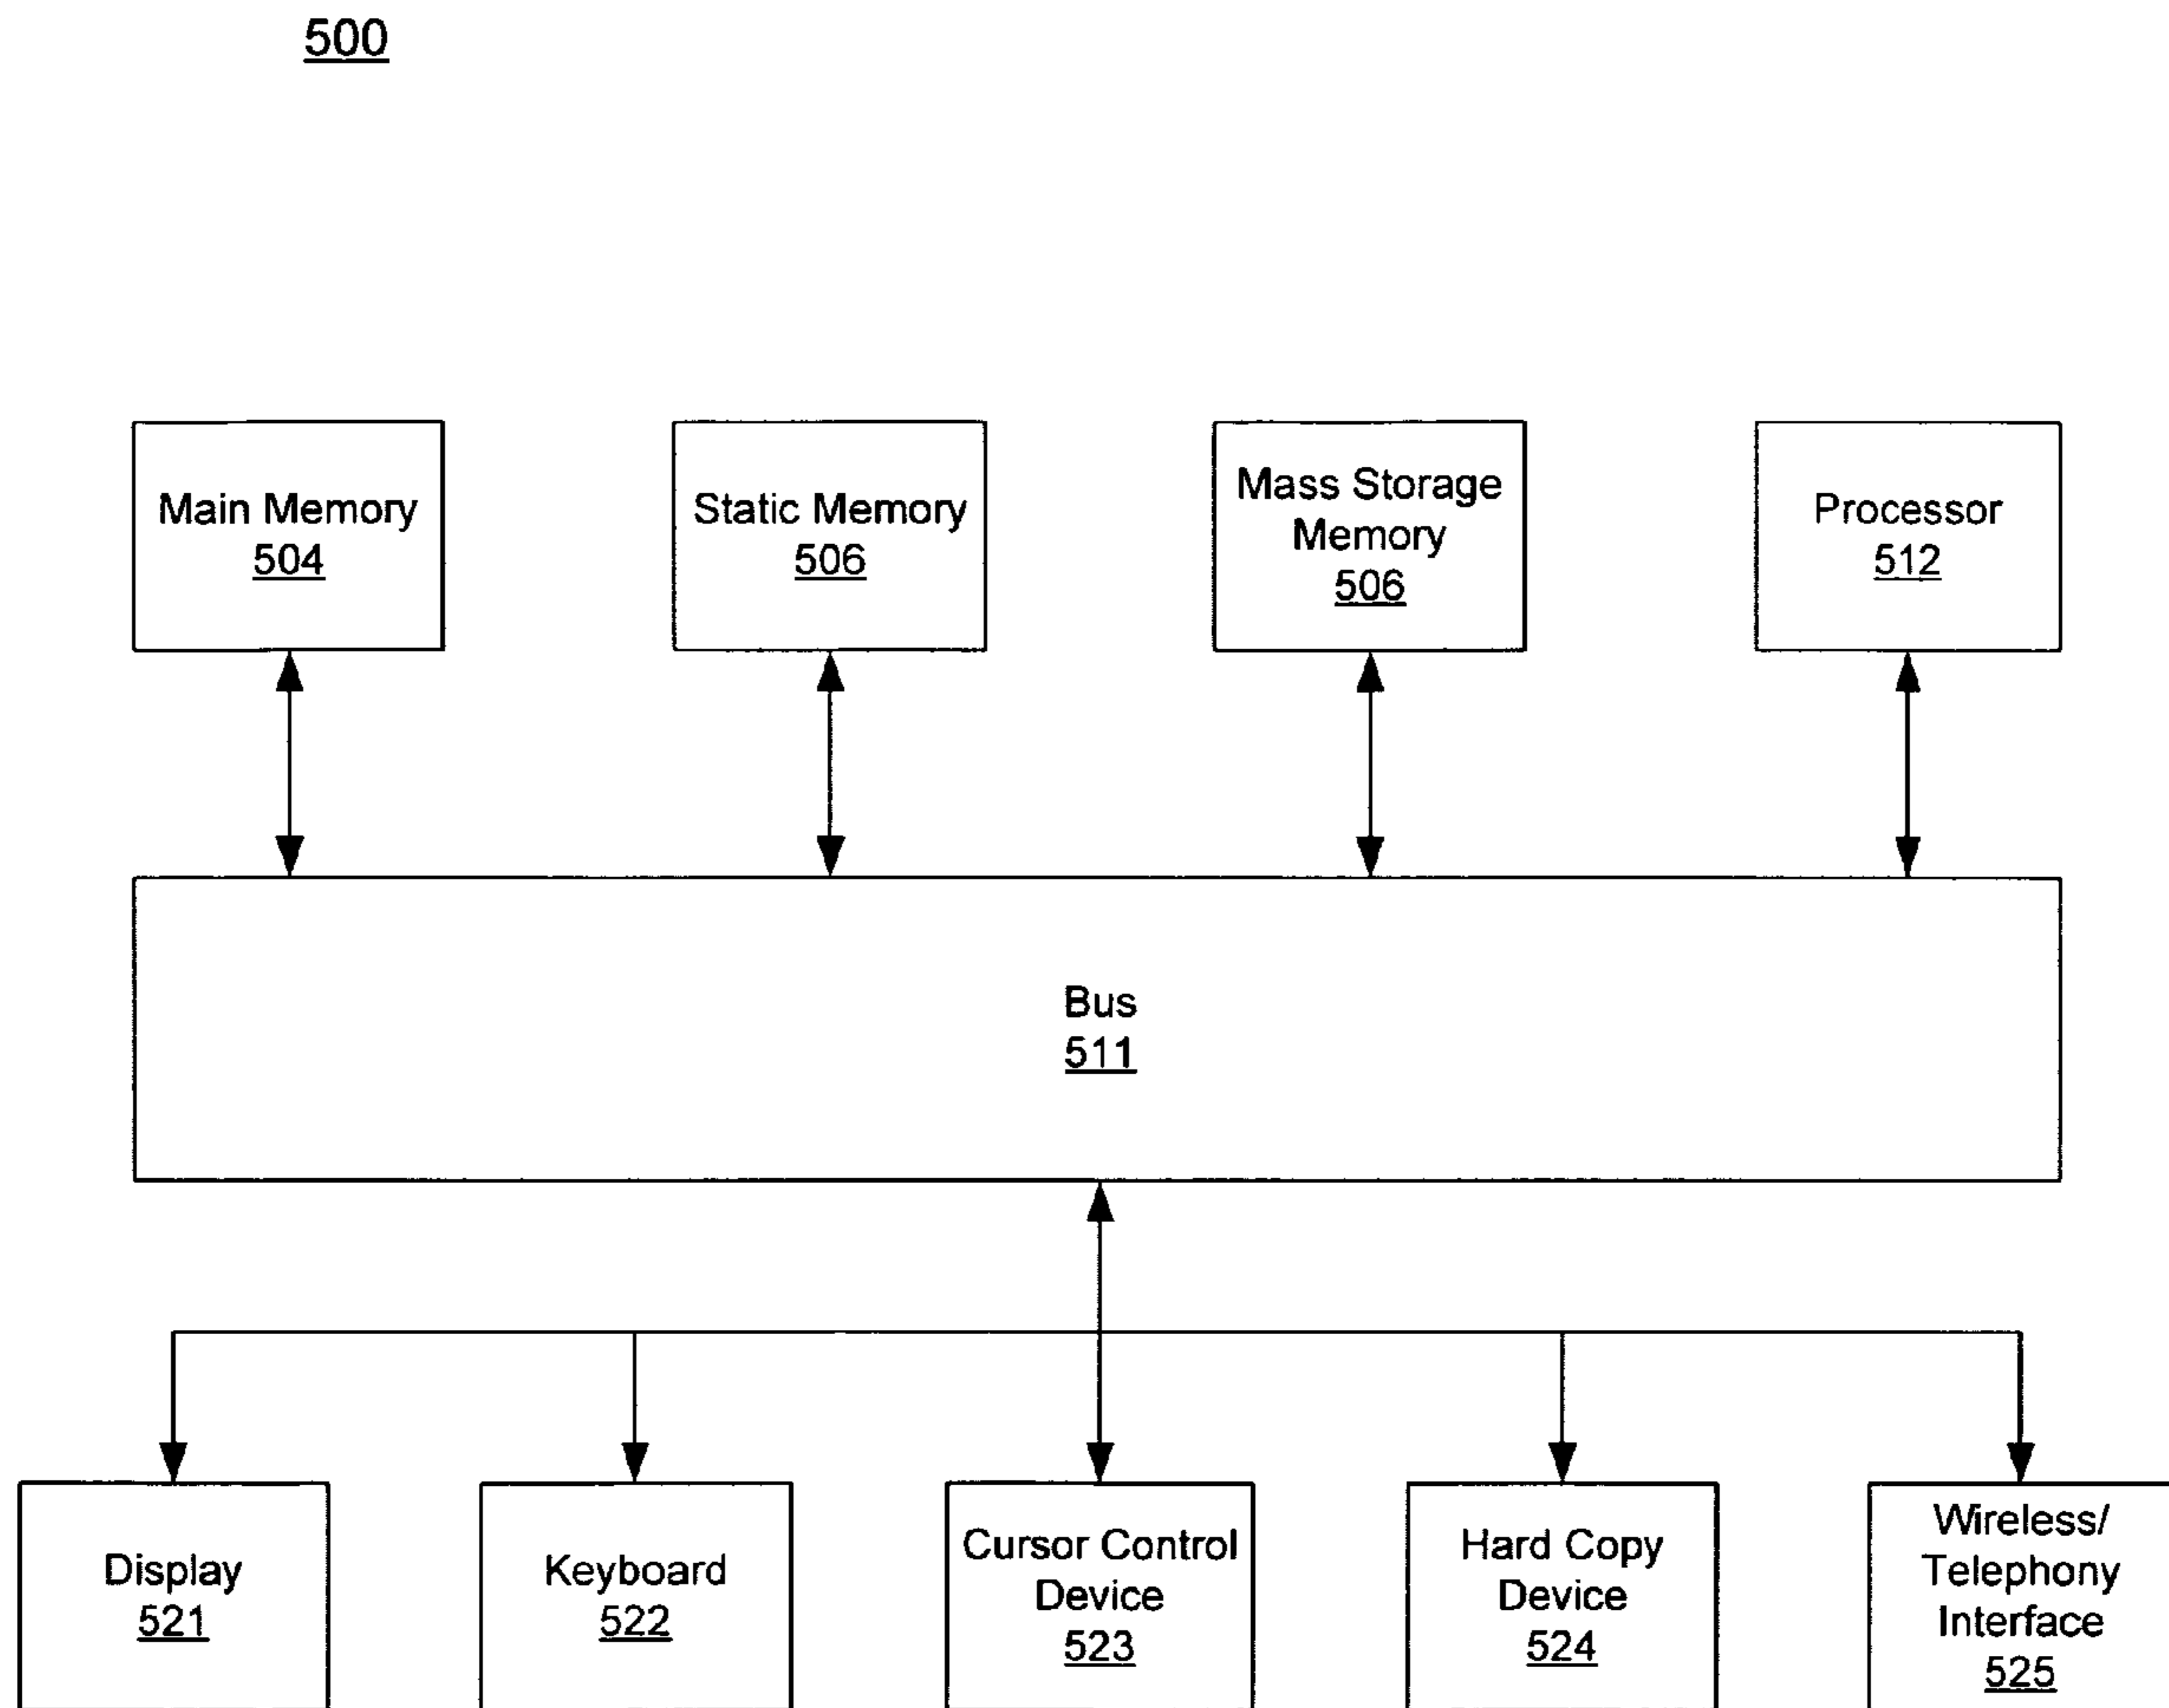 500
Main Memory
504
Static Memory
506
Mass Storage
Memory
506
Processor
512
Bus
511
Display
521
Keyboard
522
Cursor Control
Device
523
Hard Copy
Device
524
Wireless/
Telephony
Interface
525